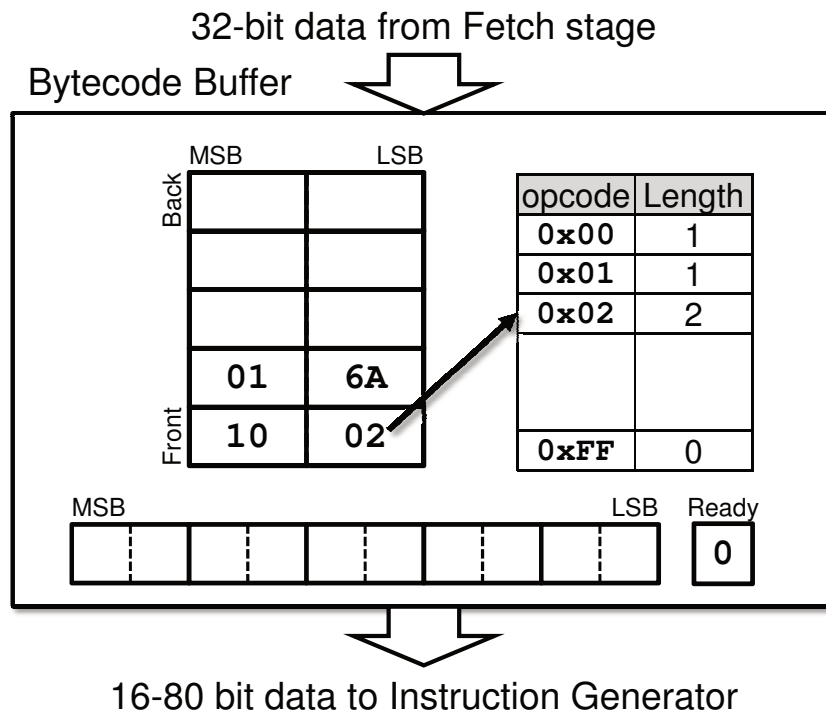 32-bit data from Fetch stage
Bytecode Buffer
MSB LSB
Back
Front
01 6A
10 02
opcode Length
0x00 1
0x01 1
0x02 2
0xFF 0
MSB LSB Ready
0
16-80 bit data to Instruction Generator